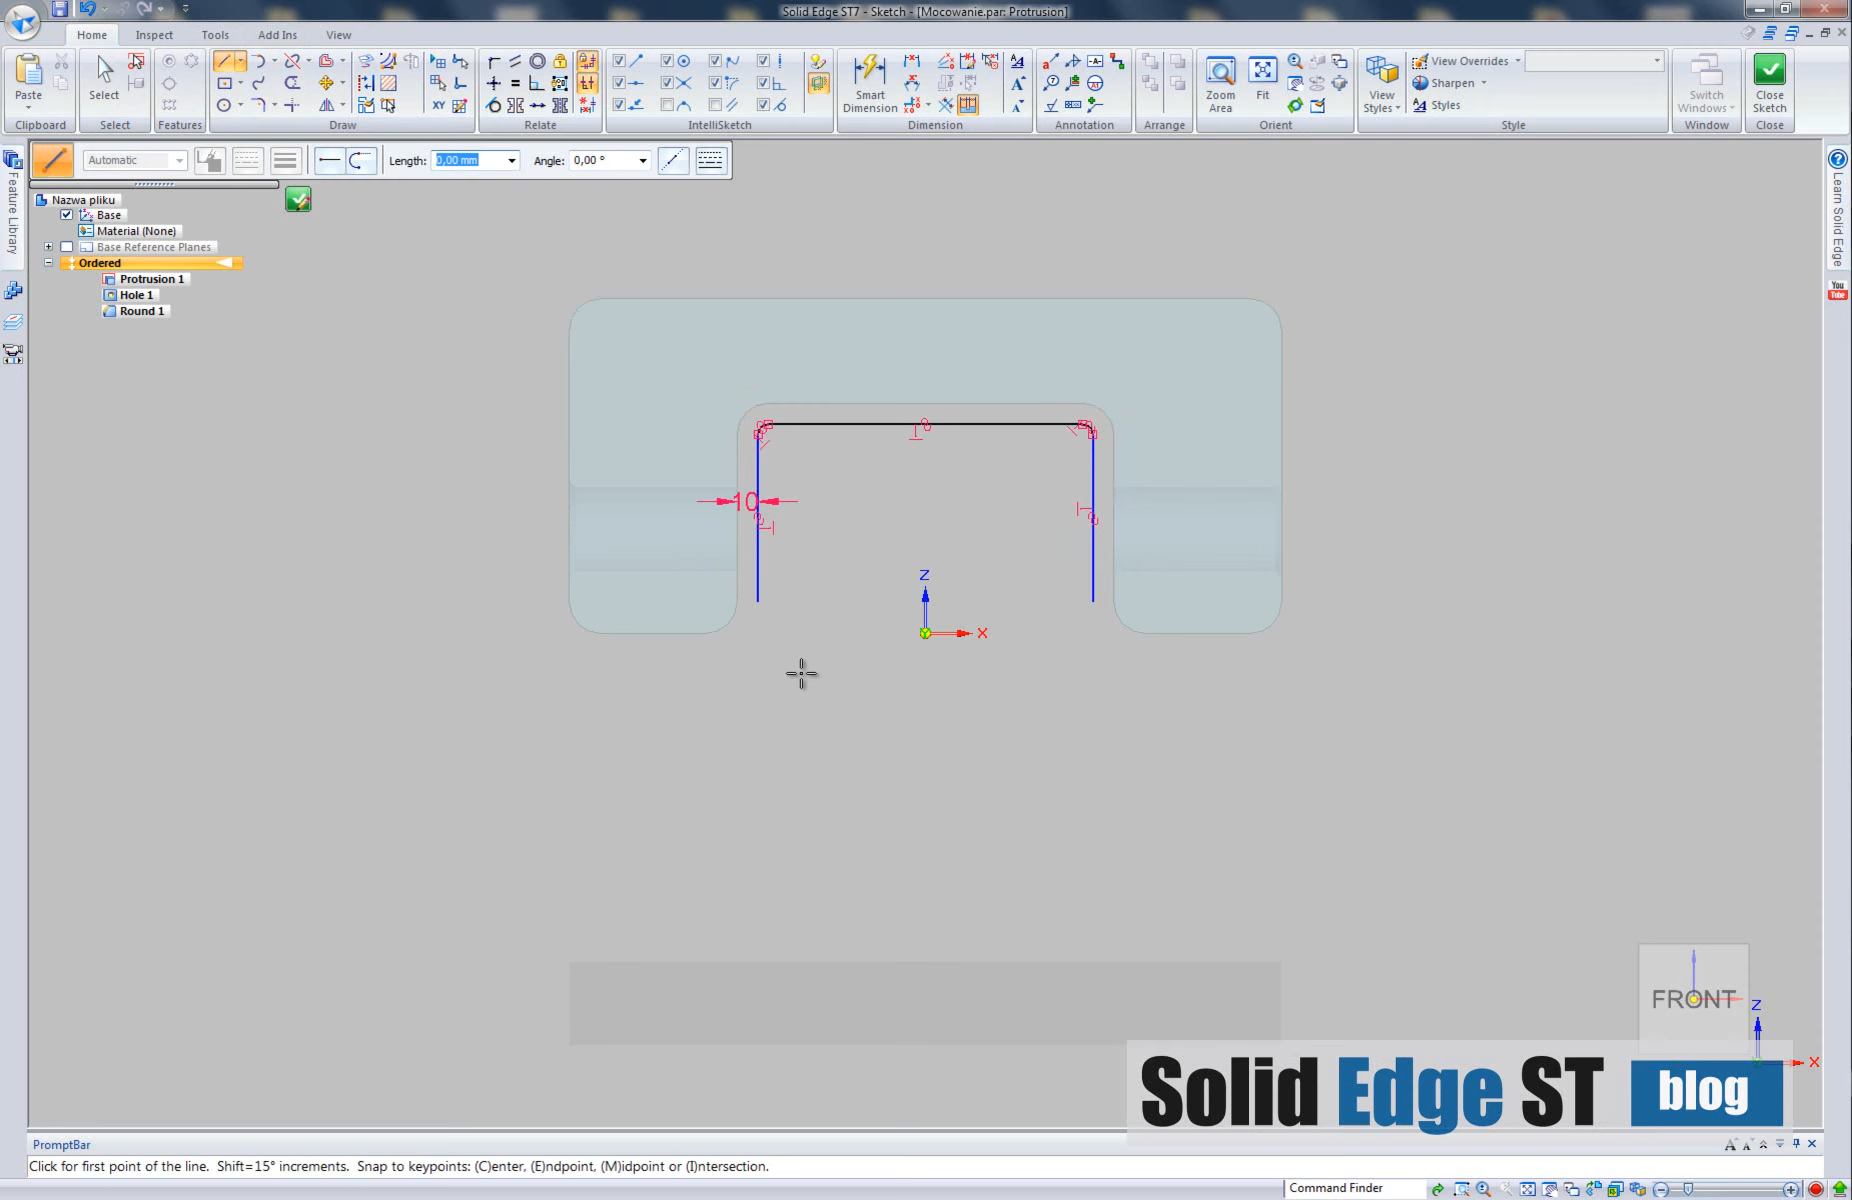 Solid Edge ST7 - Sketch - [Mocowanie.par: Protrusion]
Home Inspect Tools Add Ins View
Paste
Clipboard
Select
Select
Features
Draw
XY
Relate
IntelliSketch
Smart Dimension
Dimension
Annotation
Arrange
Zoom Area
Fit
Orient
View Styles
View Overrides
Sharpen
Styles
Style
Switch Windows
Window
Close Sketch
Close
Automatic
Length: 0,00 mm
Angle: 0,00 °
Feature Library
Nazwa pliku
Base
Material (None)
Base Reference Planes
Ordered
Protrusion 1
Hole 1
Round 1
Learn Solid Edge
You Tube
10
Z
X
FRONT
Z
X
Solid Edge ST blog
PromptBar
Click for first point of the line. Shift=15° increments. Snap to keypoints: (C)enter, (E)ndpoint, (M)idpoint or (I)ntersection.
Command Finder